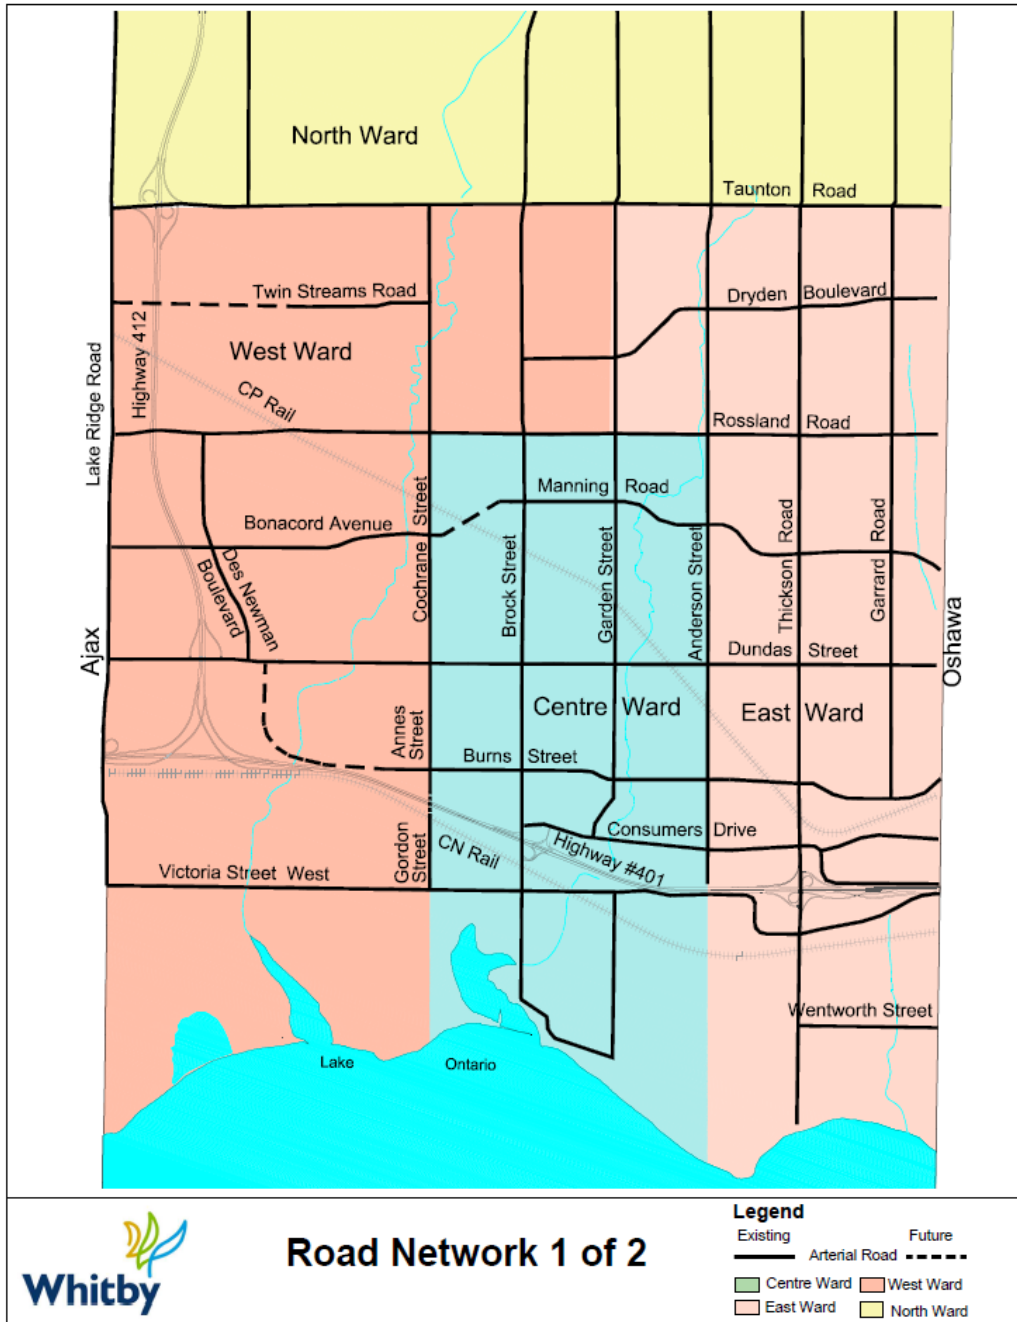 North Ward
Taunton Road
Twin Streams Road
Dryden Boulevard
Highway 412
West Ward
Lake Ridge Road
CP Rail
Rossland Road
Manning Road
Cochrane Street
Bonacord Avenue
Des Newman
Boulevard
Brock Street
Garden Street
Anderson Street
Thickson Road
Garrard Road
Ajax
Oshawa
Dundas Street
Centre Ward
East Ward
Annes
Street
Burns Street
Consumers Drive
Gordon
Street
CN Rail
Highway #401
Victoria Street West
Wentworth Street
Lake Ontario
Whitby
Road Network 1 of 2
Legend
Existing Future
Arterial Road
Centre Ward West Ward
East Ward North Ward